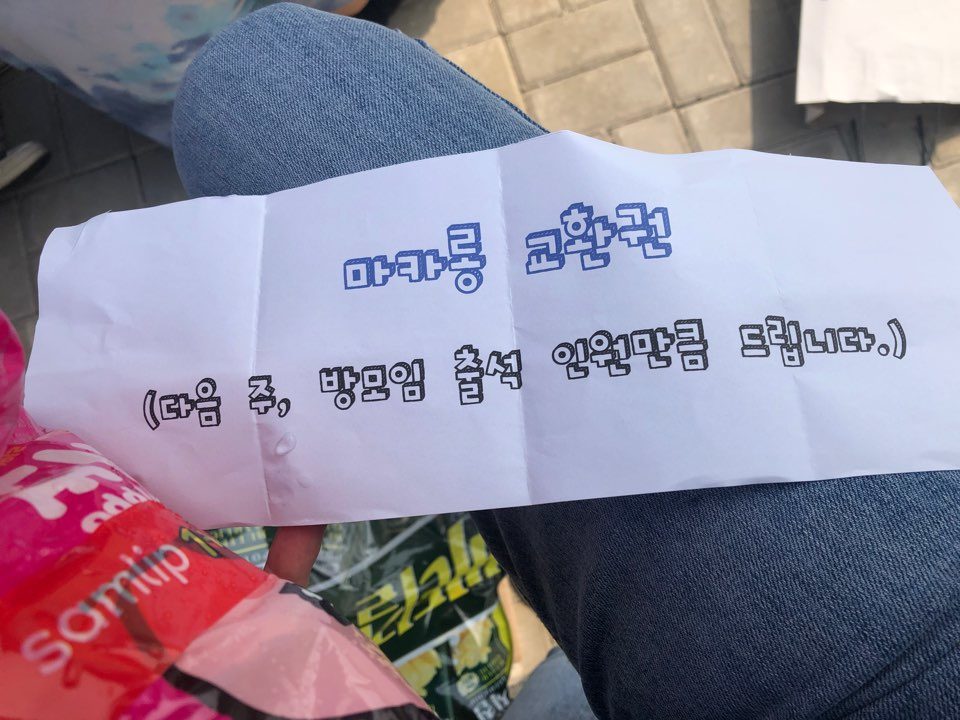 마카롱 교환권
(다음 주, 방모임 출석 인원만큼 드립니다.)
samlip